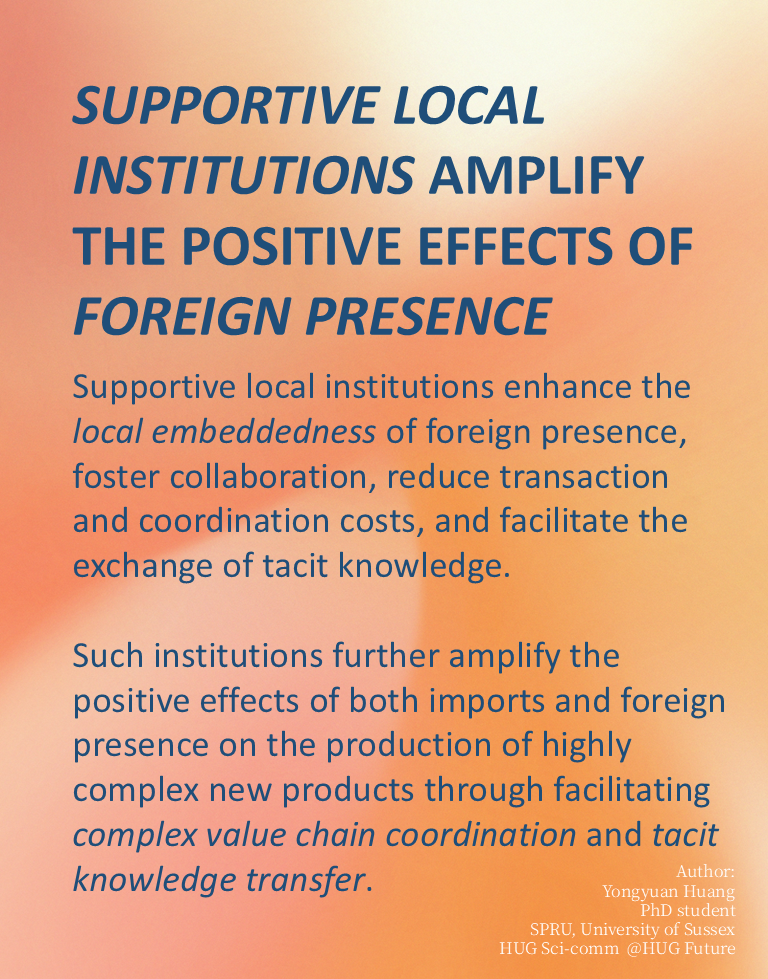 SUPPORTIVE LOCAL
INSTITUTIONS AMPLIFY
THE POSITIVE EFFECTS OF
FOREIGN PRESENCE
Supportive local institutions enhance the
local embeddedness of foreign presence,
foster collaboration, reduce transaction
and coordination costs, and facilitate the
exchange of tacit knowledge.
Such institutions further amplify the
positive effects of both imports and foreign
presence on the production of highly
complex new products through facilitating
complex value chain coordination and tacit
knowledge transfer.
Author:
Yongyuan Huang
PhD student
SPRU, University of Sussex
HUG Sci-comm @HUG Future